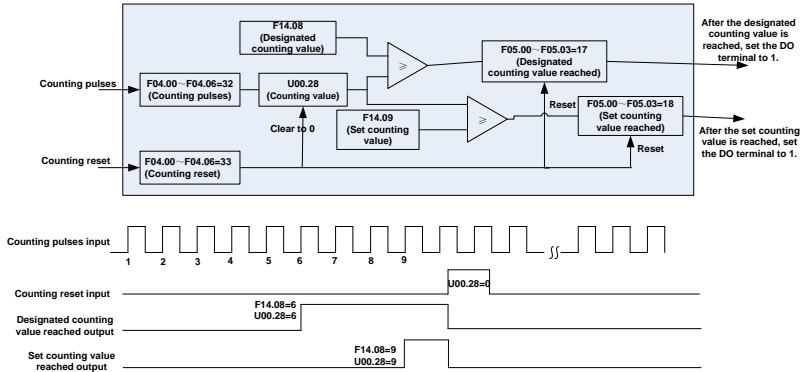 F14.08
(Designated
counting value)
After the designated
counting value is
reached, set the DO
terminal to 1.
F05.00～F05.03=17
(Designated
counting value reached)
≥
Counting pulses
F04.00～F04.06=32
(Counting pulses)
U00.28
(Counting value)
Reset
F05.00～F05.03=18
(Set counting
value reached)
F14.09
(Set counting
value)
≥
Clear to 0
After the set counting
value is reached, set
the DO terminal to 1.
Reset
Counting reset
F04.00～F04.06=33
(Counting reset)
Counting pulses input
1 2 3 4 5 6 7 8 9
Counting reset input
U00.28=0
Designated counting
value reached output
F14.08=6
U00.28=6
Set counting value
reached output
F14.08=9
U00.28=9